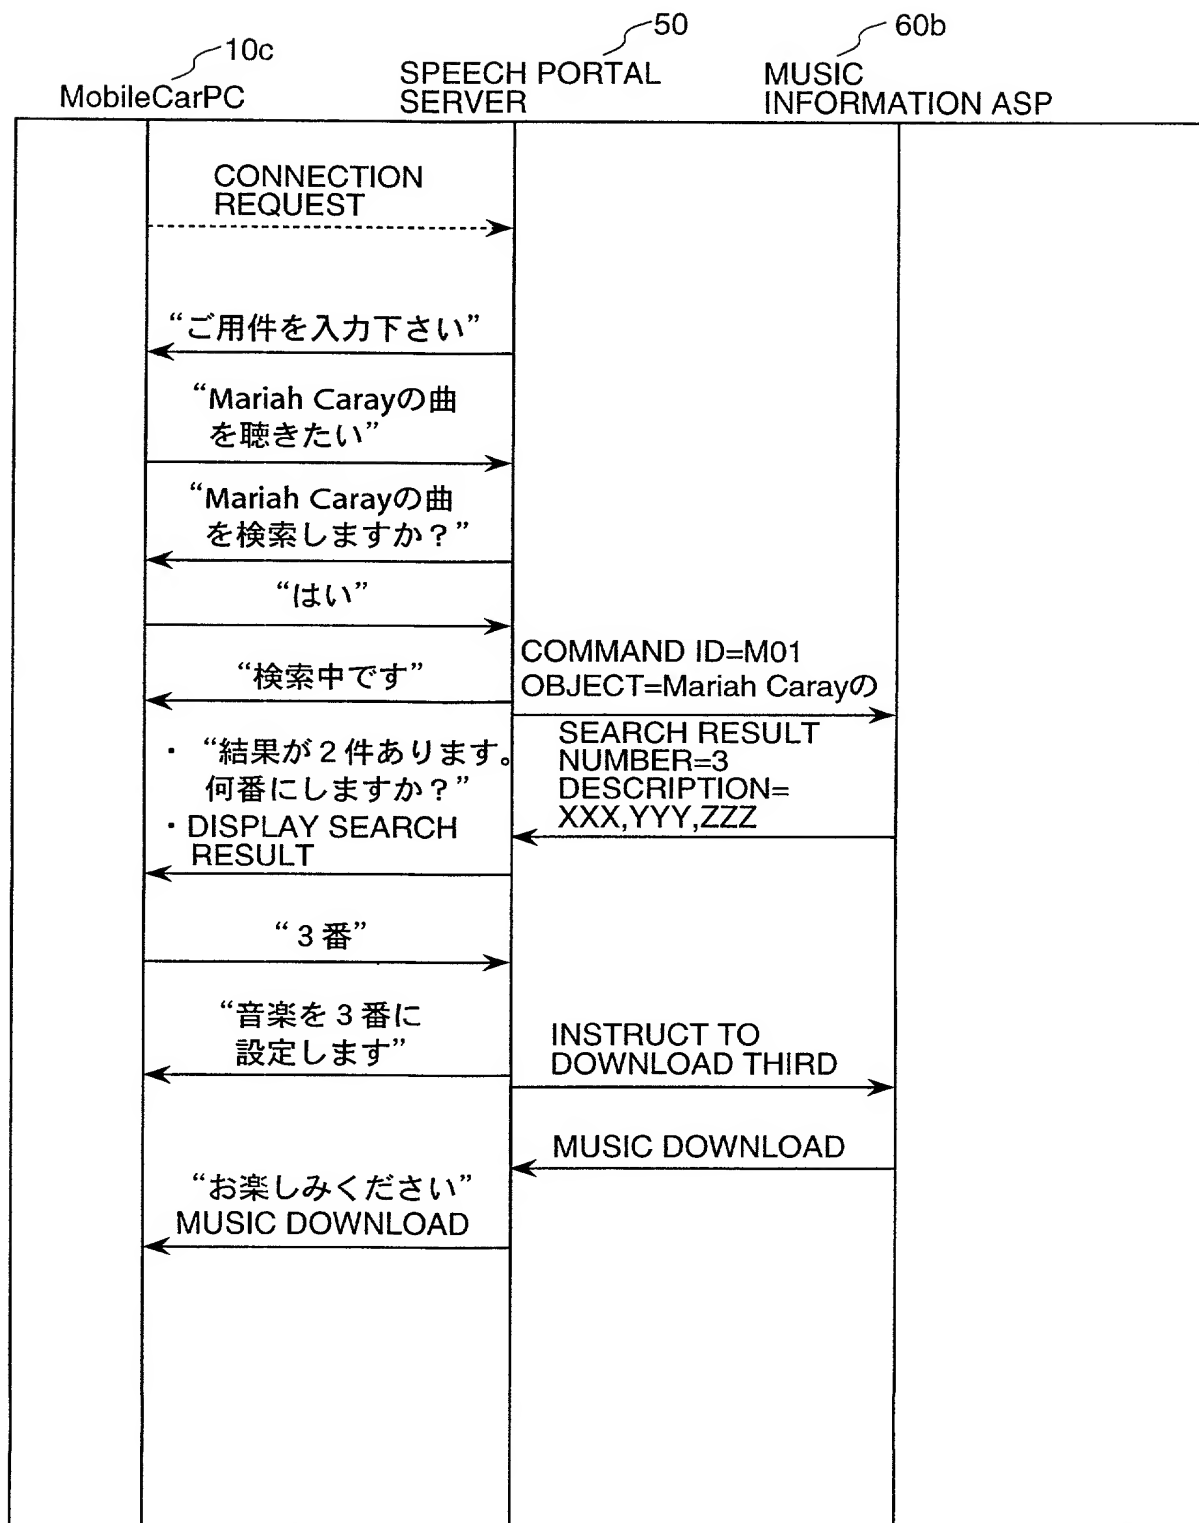 10c
50
60b
MobileCarPC
SPEECH PORTAL
SERVER
MUSIC
INFORMATION ASP
CONNECTION
REQUEST
“ご用件を入力下さい”
“Mariah Carayの曲
を聴きたい”
“Mariah Carayの曲
を検索しますか？”
“はい”
COMMAND ID=M01
OBJECT=Mariah Carayの
“検索中です”
SEARCH RESULT
NUMBER=3
DESCRIPTION=
XXX,YYY,ZZZ
・ “結果が２件あります。
何番にしますか？”
・DISPLAY SEARCH
RESULT
“３番”
“音楽を３番に
設定します”
INSTRUCT TO
DOWNLOAD THIRD
MUSIC DOWNLOAD
“お楽しみください”
MUSIC DOWNLOAD